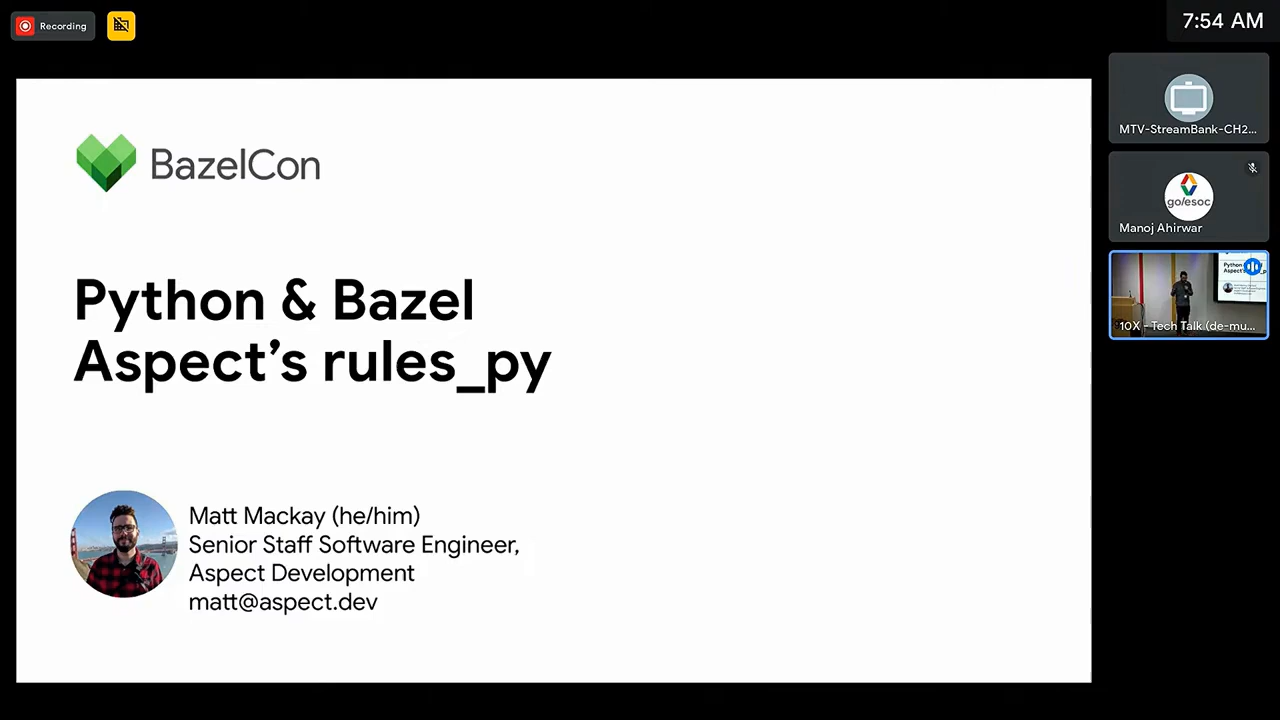 Recording
7:54 AM
BazelCon
Python & Bazel
Aspect's rules_py
Matt Mackay (he/him)
Senior Staff Software Engineer,
Aspect Development
matt@aspect.dev
MTV-StreamBank-CH2...
go/esoc
Manoj Ahirwar
10X - Tech Talk (de-mu...